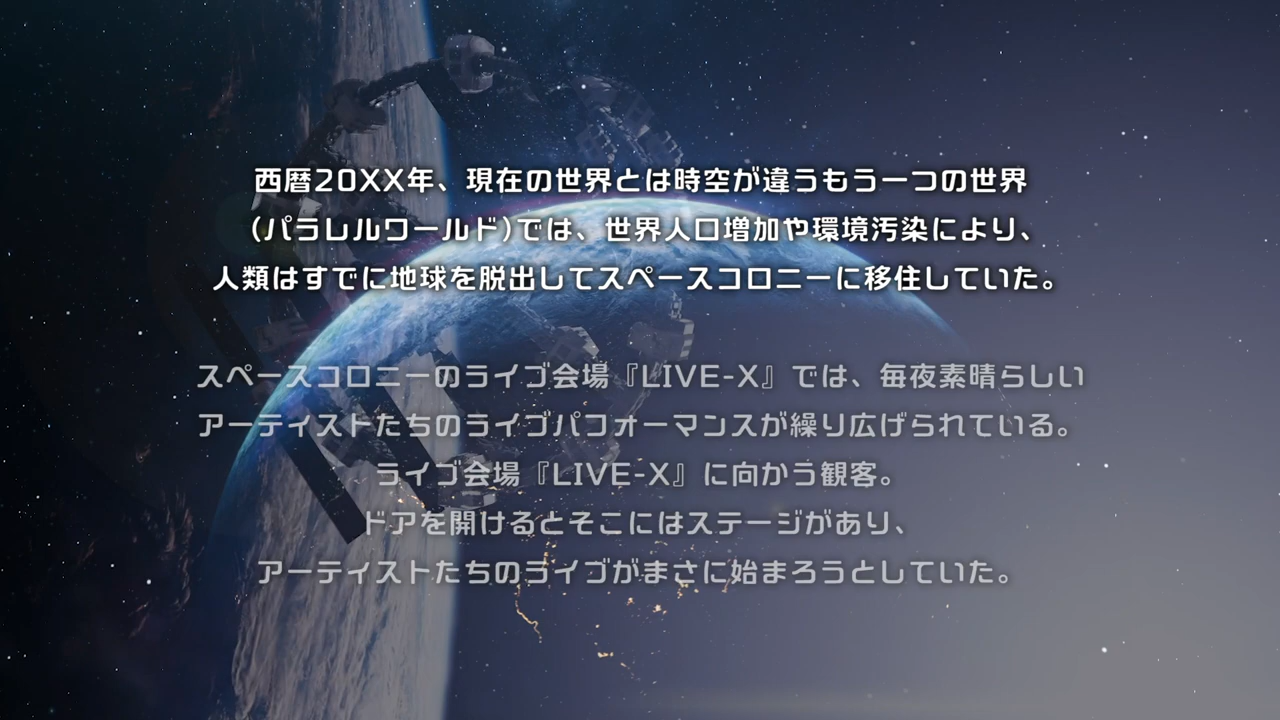 西暦20XX年、現在の世界とは時空が違うもう一つの世界
(パラレルワールド)では、世界人口増加や環境汚染により、
人類はすでに地球を脱出してスペースコロニーに移住していた。
スペースコロニーのライブ会場『LIVE-X』では、毎夜素晴らしい
アーティストたちのライブパフォーマンスが繰り広げられている。
ライブ会場『LIVE-X』に向かう観客。
ドアを開けるとそこにはステージがあり、
アーティストたちのライブがまさに始まろうとしていた。